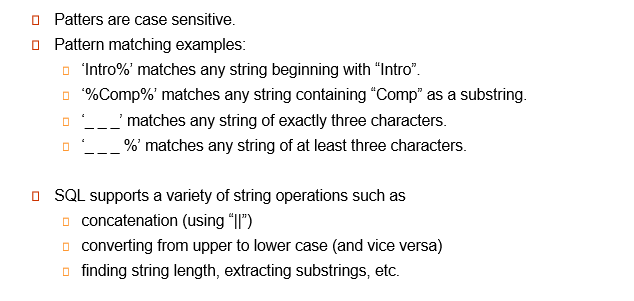 Patters are case sensitive.
Pattern matching examples:
‘Intro%’ matches any string beginning with “Intro”.
‘%Comp%’ matches any string containing “Comp” as a substring.
‘_ _ _’ matches any string of exactly three characters.
‘_ _ _ %’ matches any string of at least three characters.
SQL supports a variety of string operations such as
concatenation (using “||”)
converting from upper to lower case (and vice versa)
finding string length, extracting substrings, etc.